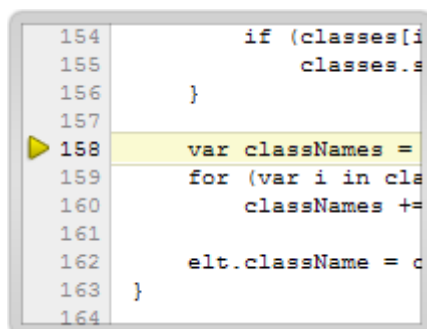 154 if (classes[i
155 classes.s
156 }
157
158 var classNames =
159 for (var i in cla
160 classNames +=
161
162 elt.className = c
163 }
164